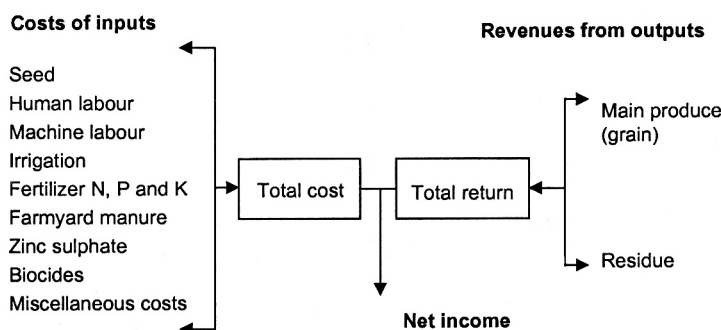 Costs of inputs
Seed
Human labour
Machine labour
Irrigation
Fertilizer N, P and K
Farmyard manure
Zinc sulphate
Biocides
Miscellaneous costs
Total cost
Total return
Net income
Revenues from outputs
Main produce
(grain)
Residue